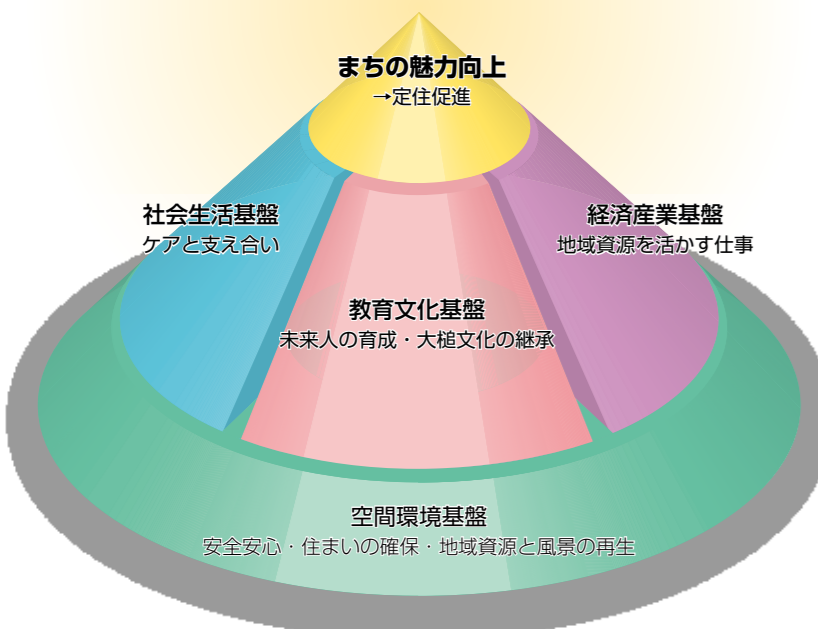 まちの魅力向上
→定住促進
社会生活基盤
ケアと支え合い
経済産業基盤
地域資源を活かす仕事
教育文化基盤
未来人の育成・大槌文化の継承
空間環境基盤
安全安心・住まいの確保・地域資源と風景の再生